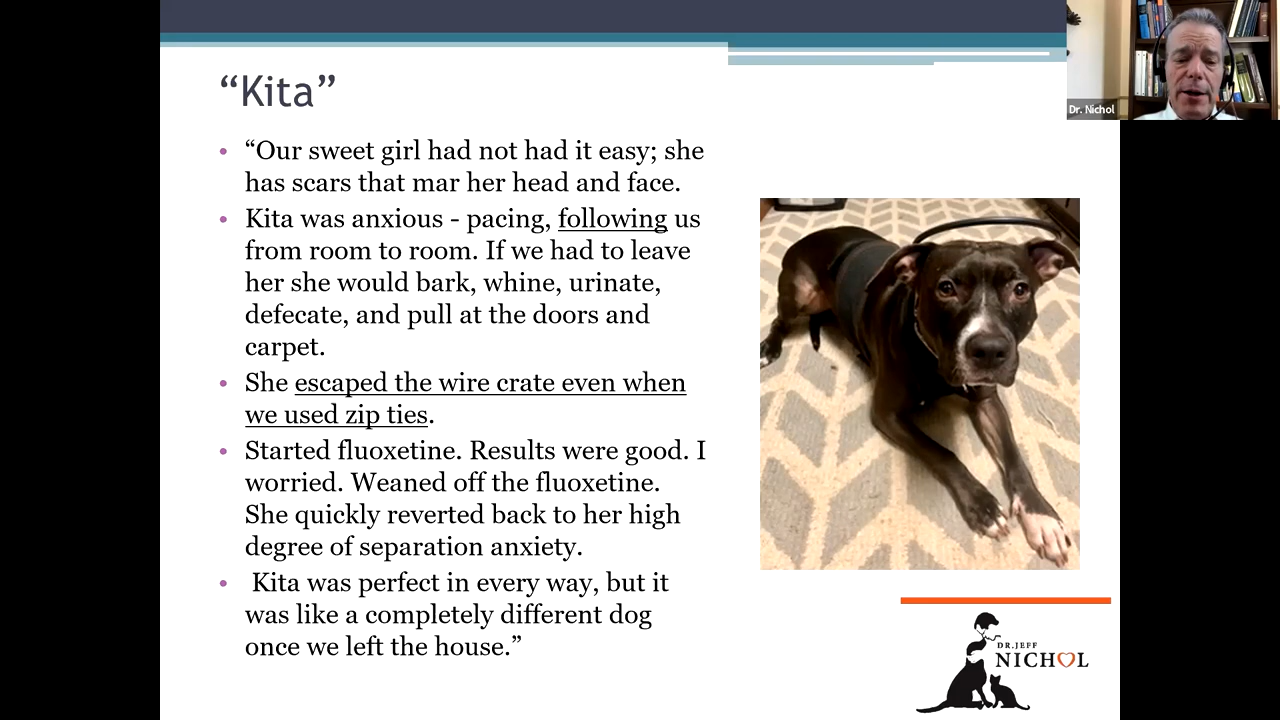 “Kita”
“Our sweet girl had not had it easy; she
has scars that mar her head and face.
Kita was anxious - pacing, following us
from room to room. If we had to leave
her she would bark, whine, urinate,
defecate, and pull at the doors and
carpet.
She escaped the wire crate even when
we used zip ties.
Started fluoxetine. Results were good. I
worried. Weaned off the fluoxetine.
She quickly reverted back to her high
degree of separation anxiety.
Kita was perfect in every way, but it
was like a completely different dog
once we left the house.”
Dr. Nichol
DR. JEFF
NICHOL